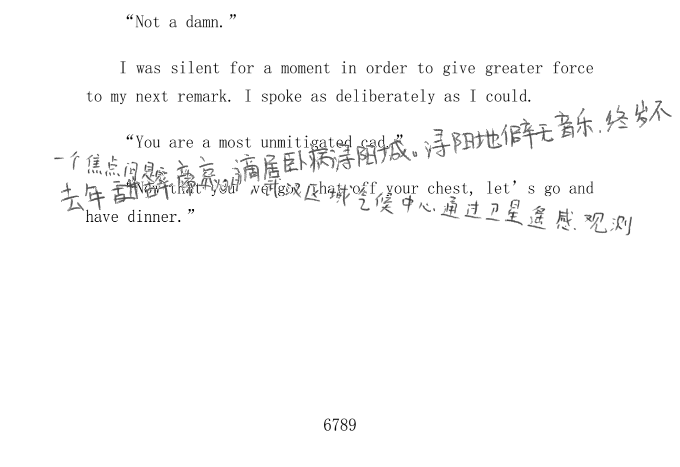 “Not a damn.”
I was silent for a moment in order to give greater force
to my next remark. I spoke as deliberately as I could.
“You are a most unmitigated cad.”
“Now that you’ve got that off your chest, let’s go and
have dinner.”
去年 辞帝京，谪居卧病浔阳城。浔阳地僻无音乐，终岁不
一个焦点问题 武汉区域气候中心通过卫星遥感观测
6789